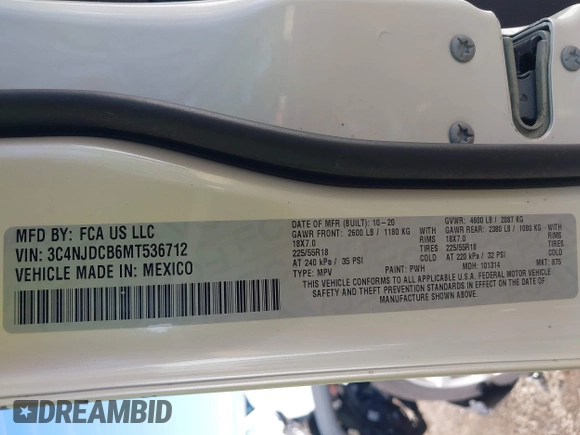 MFD BY: FCA US LLC
VIN: 3C4NJDCB6MT536712
VEHICLE MADE IN: MEXICO
DATE OF MFR (BUILT): 10-20
GVWR: 4600 LB / 2087 KG
GAWR FRONT: 2600 LB / 1180 KG WITH
GAWR REAR: 2380 LB / 1080 KG WITH
18X7.0 RIMS
18X7.0 RIMS
225/55R18 TIRES
225/55R18 TIRES
AT 240 kPa / 35 PSI COLD
AT 220 kPa / 32 PSI COLD
TYPE: MPV PAINT: PWH MDH: 101314 MKT: 875
THIS VEHICLE CONFORMS TO ALL APPLICABLE U.S.A. FEDERAL MOTOR VEHICLE
SAFETY AND THEFT PREVENTION STANDARDS IN EFFECT ON THE DATE OF
MANUFACTURE SHOWN ABOVE.
DREAMBID